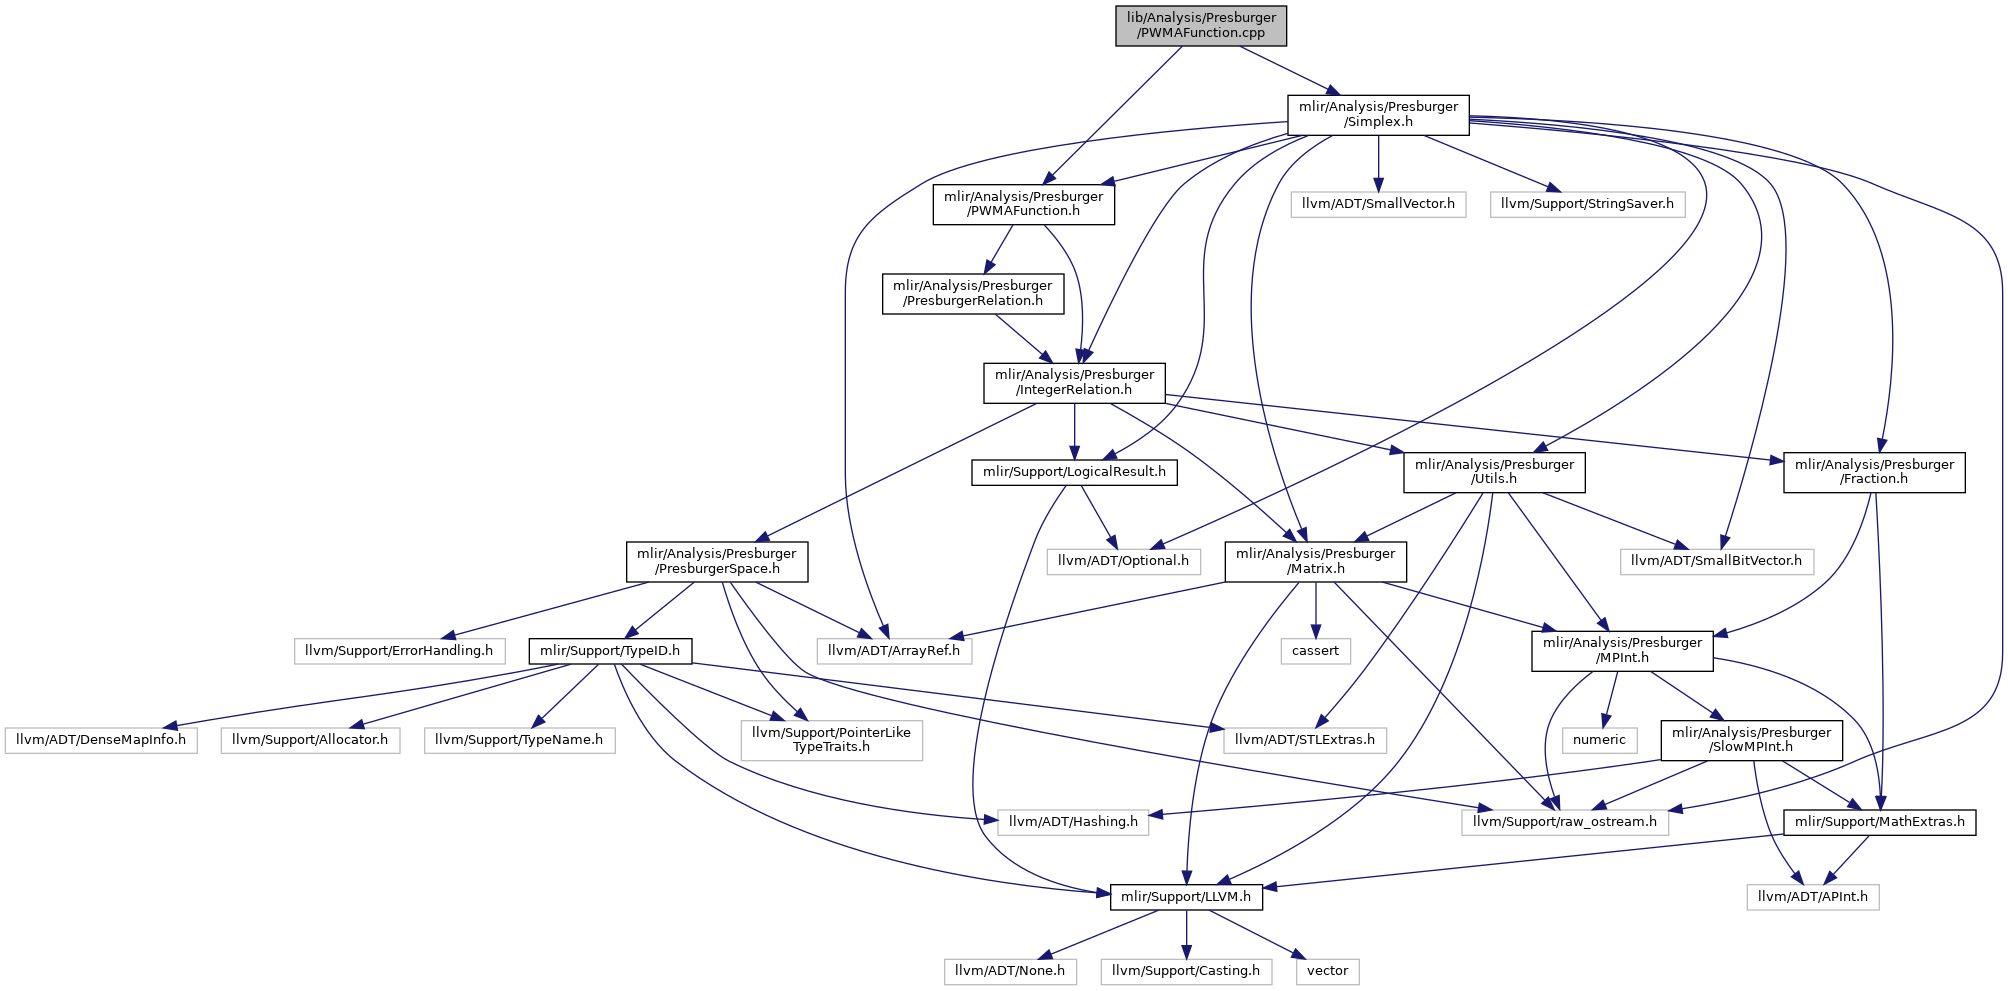 lib/Analysis/Presburger
/PWMAFunction.cpp
mlir/Analysis/Presburger
/Simplex.h
mlir/Analysis/Presburger
/PWMAFunction.h
llvm/ADT/SmallVector.h
llvm/Support/StringSaver.h
mlir/Analysis/Presburger
/PresburgerRelation.h
mlir/Analysis/Presburger
/IntegerRelation.h
mlir/Support/LogicalResult.h
mlir/Analysis/Presburger
/Utils.h
mlir/Analysis/Presburger
/Fraction.h
mlir/Analysis/Presburger
/PresburgerSpace.h
llvm/ADT/Optional.h
mlir/Analysis/Presburger
/Matrix.h
llvm/ADT/SmallBitVector.h
llvm/Support/ErrorHandling.h
mlir/Support/TypeID.h
llvm/ADT/ArrayRef.h
cassert
mlir/Analysis/Presburger
/MPInt.h
llvm/ADT/DenseMapInfo.h
llvm/Support/Allocator.h
llvm/Support/TypeName.h
llvm/Support/PointerLike
TypeTraits.h
llvm/ADT/STLExtras.h
numeric
mlir/Analysis/Presburger
/SlowMPInt.h
llvm/ADT/Hashing.h
llvm/Support/raw_ostream.h
mlir/Support/MathExtras.h
mlir/Support/LLVM.h
llvm/ADT/APInt.h
llvm/ADT/None.h
llvm/Support/Casting.h
vector